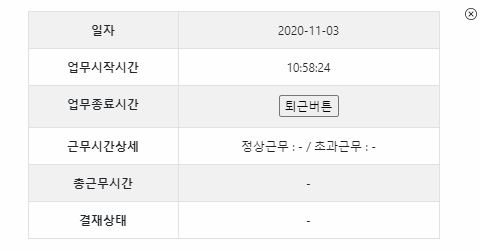 일자 2020-11-03
업무시작시간 10:58:24
업무종료시간 퇴근버튼
근무시간상세 정상근무 : - / 초과근무 : -
총근무시간 -
결재상태 -